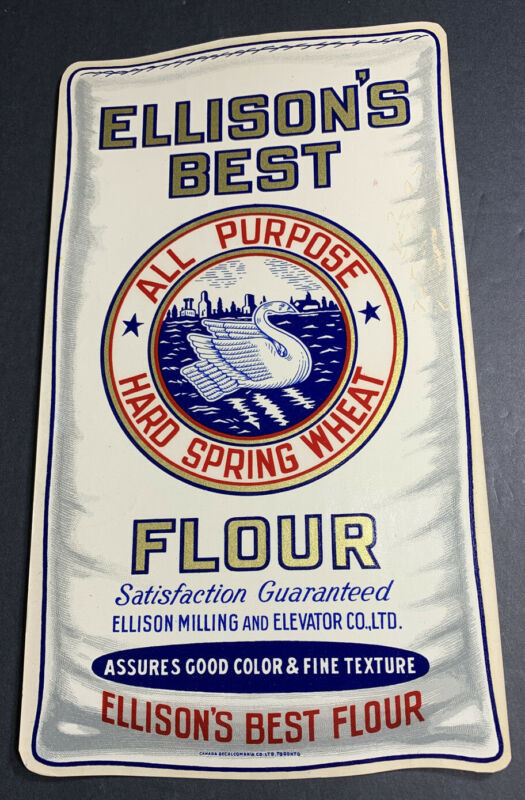 ELLISON'S
BEST
ALL PURPOSE
HARD SPRING WHEAT
FLOUR
Satisfaction Guaranteed
ELLISON MILLING AND ELEVATOR CO., LTD.
ASSURES GOOD COLOR & FINE TEXTURE
ELLISON'S BEST FLOUR
CANADA DECALCOMANIA CO. LTD. TORONTO